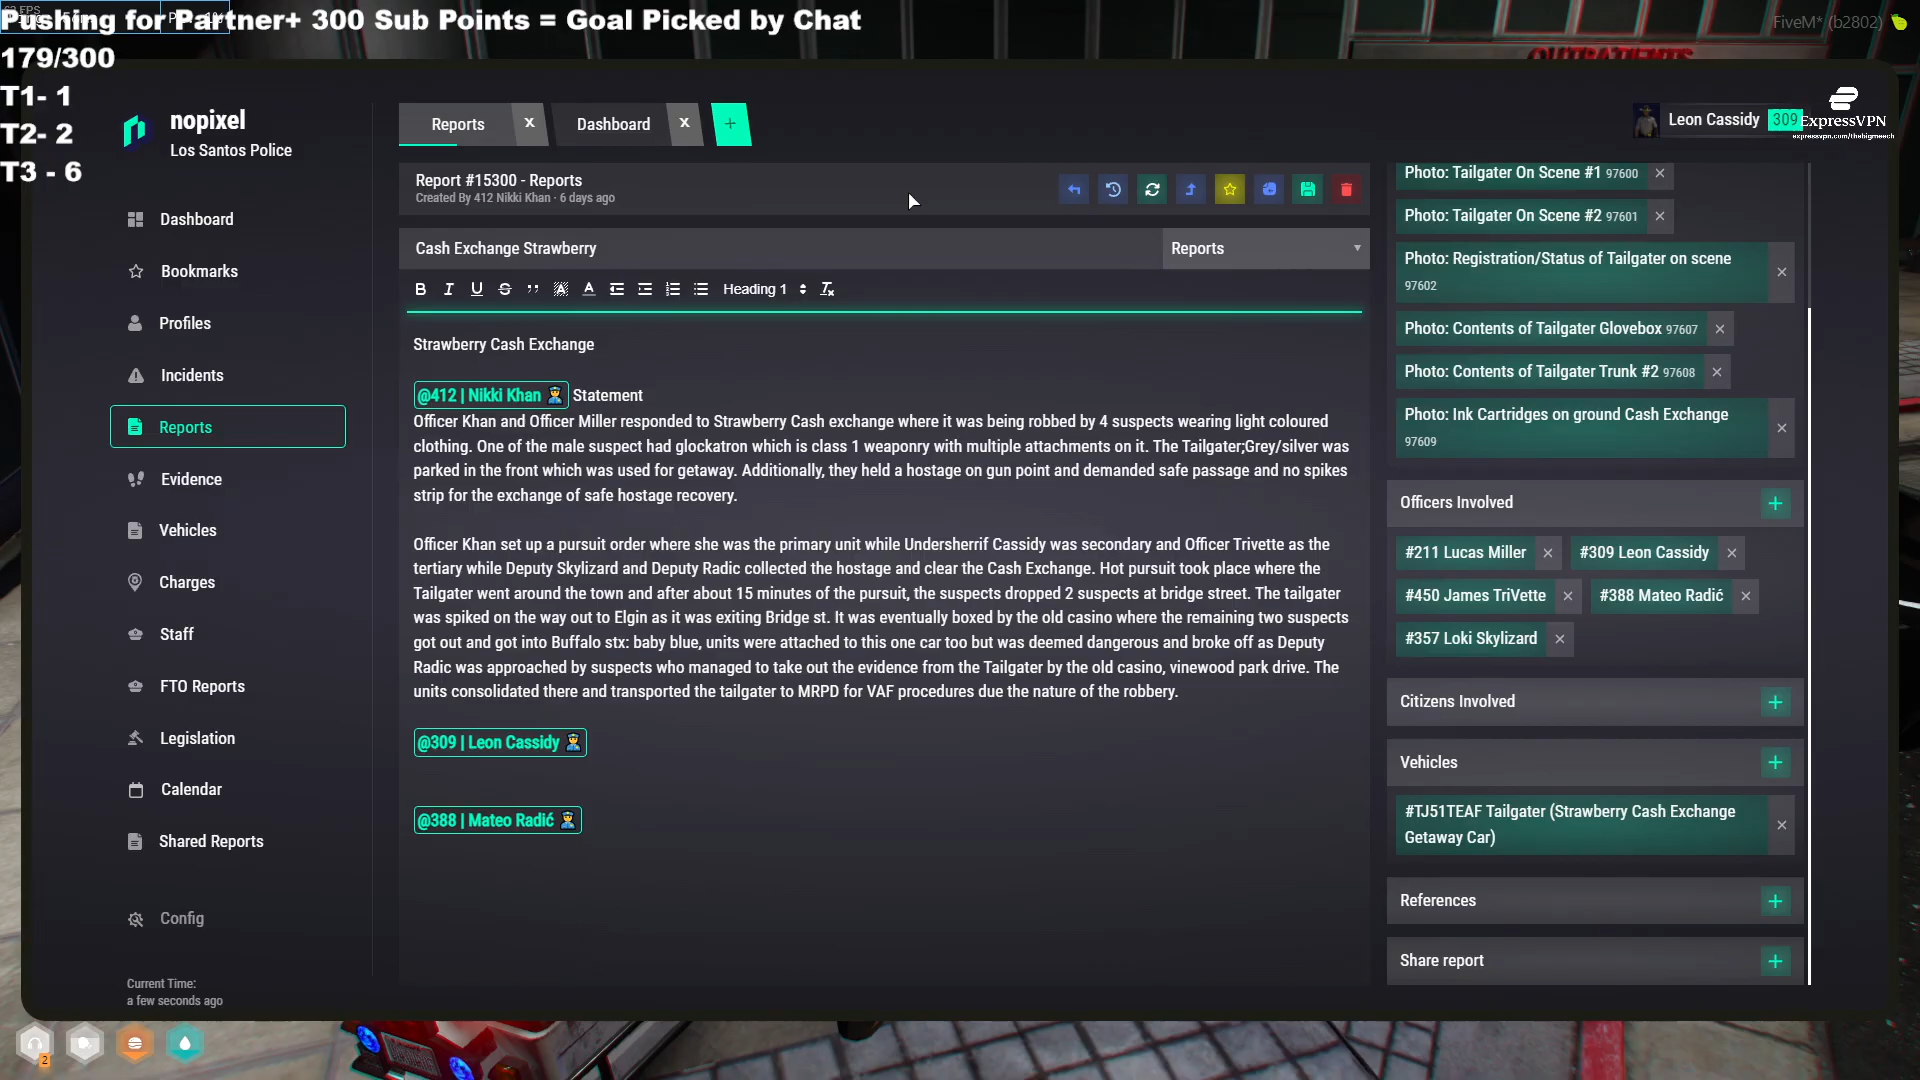 Pushing for Partner+ 300 Sub Points = Goal Picked by Chat
179/300
T1- 1
T2- 2
T3 - 6
FiveM* (b2802)
OUTPATIENTS
nopixel
Los Santos Police
Reports x
Dashboard x
+
Leon Cassidy 309
ExpressVPN
expressvpn.com/thebigmeech
Dashboard
Bookmarks
Profiles
Incidents
Reports
Evidence
Vehicles
Charges
Staff
FTO Reports
Legislation
Calendar
Shared Reports
Config
Current Time:
a few seconds ago
2
Report #15300 - Reports
Created By 412 Nikki Khan · 6 days ago
Cash Exchange Strawberry
Reports
Heading 1
Strawberry Cash Exchange
@412 | Nikki Khan Statement
Officer Khan and Officer Miller responded to Strawberry Cash exchange where it was being robbed by 4 suspects wearing light coloured
clothing. One of the male suspect had glockatron which is class 1 weaponry with multiple attachments on it. The Tailgater;Grey/silver was
parked in the front which was used for getaway. Additionally, they held a hostage on gun point and demanded safe passage and no spikes
strip for the exchange of safe hostage recovery.
Officer Khan set up a pursuit order where she was the primary unit while Undersherrif Cassidy was secondary and Officer Trivette as the
tertiary while Deputy Skylizard and Deputy Radic collected the hostage and clear the Cash Exchange. Hot pursuit took place where the
Tailgater went around the town and after about 15 minutes of the pursuit, the suspects dropped 2 suspects at bridge street. The tailgater
was spiked on the way out to Elgin as it was exiting Bridge st. It was eventually boxed by the old casino where the remaining two suspects
got out and got into Buffalo stx: baby blue, units were attached to this one car too but was deemed dangerous and broke off as Deputy
Radic was approached by suspects who managed to take out the evidence from the Tailgater by the old casino, vinewood park drive. The
units consolidated there and transported the tailgater to MRPD for VAF procedures due the nature of the robbery.
@309 | Leon Cassidy
@388 | Mateo Radić
Photo: Tailgater On Scene #1 97600
Photo: Tailgater On Scene #2 97601
Photo: Registration/Status of Tailgater on scene
97602
Photo: Contents of Tailgater Glovebox 97607
Photo: Contents of Tailgater Trunk #2 97608
Photo: Ink Cartridges on ground Cash Exchange
97609
Officers Involved
#211 Lucas Miller
#309 Leon Cassidy
#450 James TriVette
#388 Mateo Radić
#357 Loki Skylizard
Citizens Involved
Vehicles
#TJ51TEAF Tailgater (Strawberry Cash Exchange
Getaway Car)
References
Share report